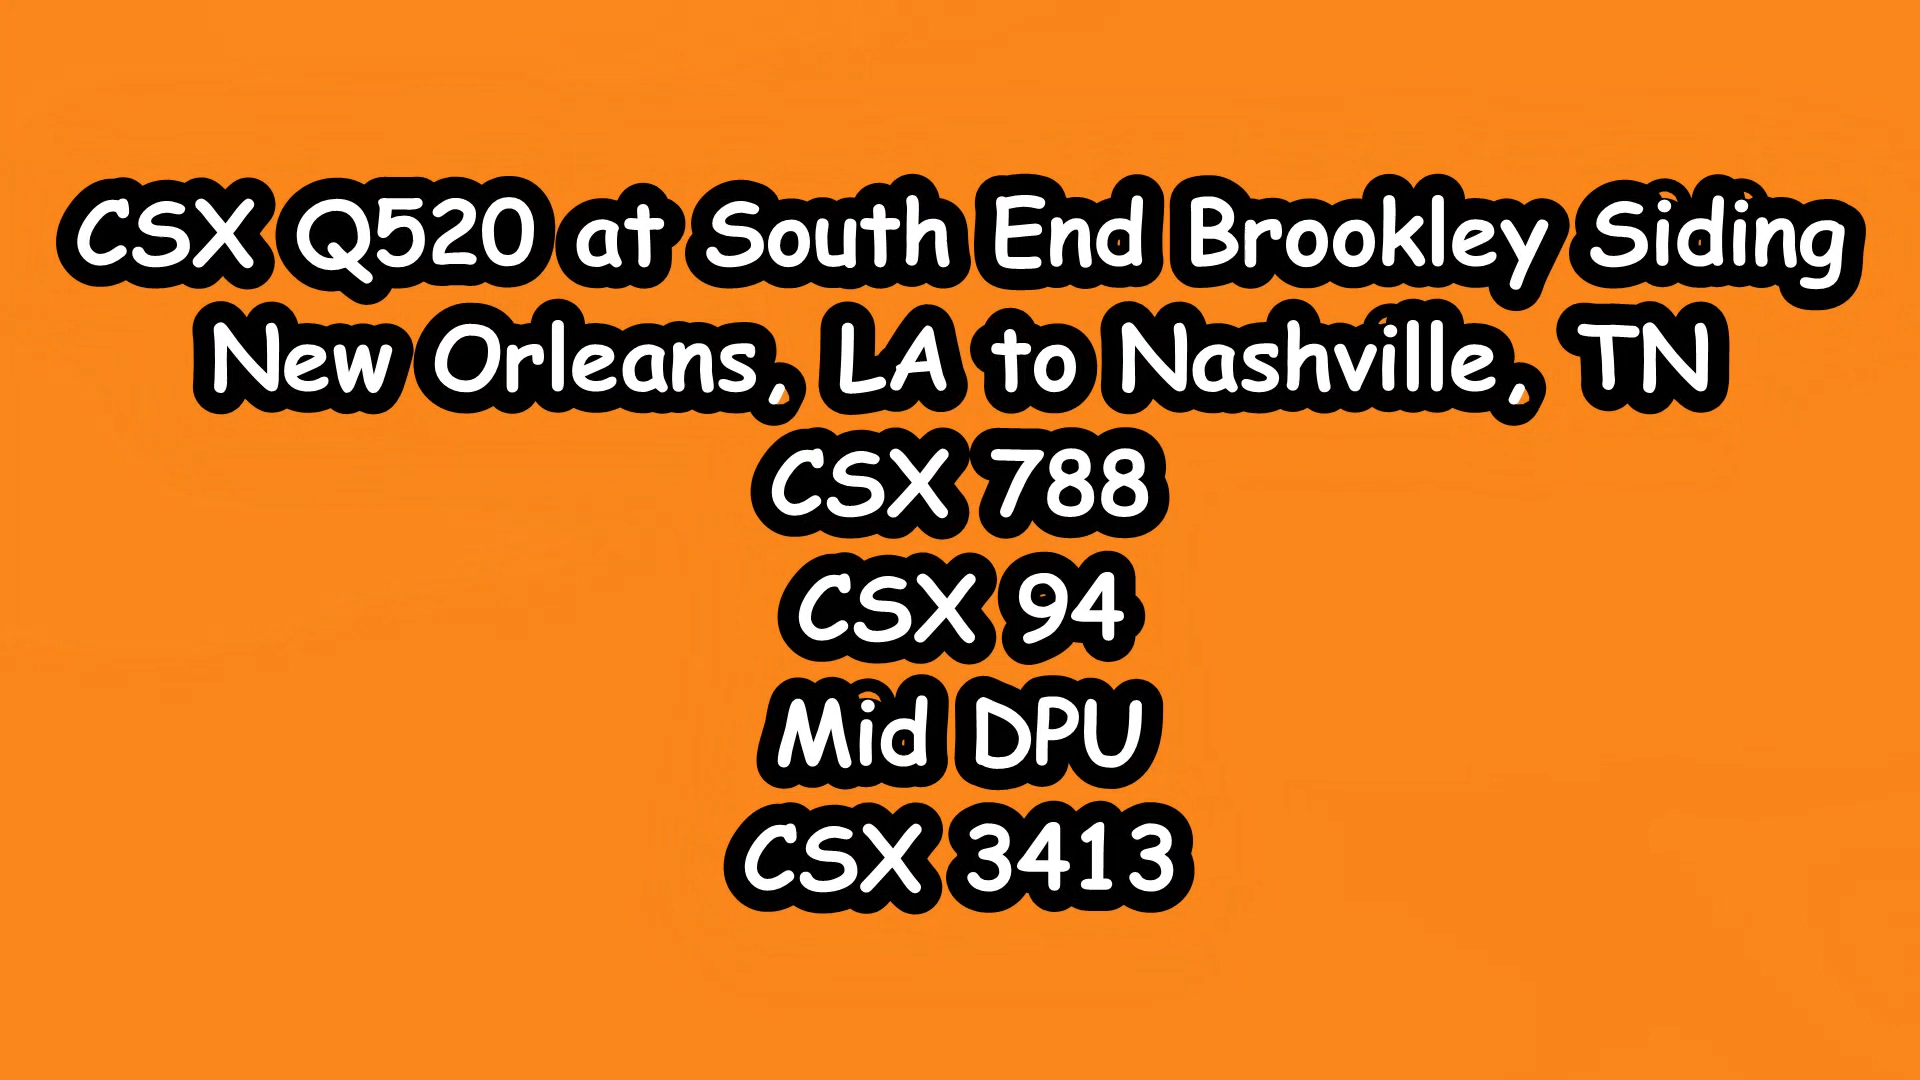 CSX Q520 at South End Brookley Siding
New Orleans, LA to Nashville, TN
CSX 788
CSX 94
Mid DPU
CSX 3413